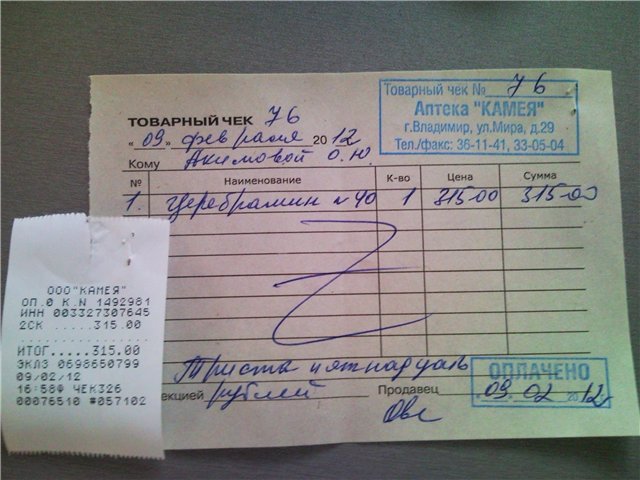 Товарный чек № 76
Аптека "КАМЕЯ"
г.Владимир, ул.Мира, д.29
Тел./факс: 36-11-41, 33-05-04
ТОВАРНЫЙ ЧЕК 76
« 09 » февраля 2012
Кому Акимовой О.Ю.
№ Наименование К-во Цена Сумма
1. Церебрамин №40 1 315-00 315-00
Триста пятнадцать
екцией рублей Продавец
ОПЛАЧЕНО
« 09 » 02 2012г.
ООО"КАМЕЯ"
ОП.0 К.N 1492981
ИНН 003327307645
2СК ......315.00
ИТОГ.....315.00
ЭКЛЗ 0698650799
09/02/12
16:58Ф ЧЕК326
00076510 #057102